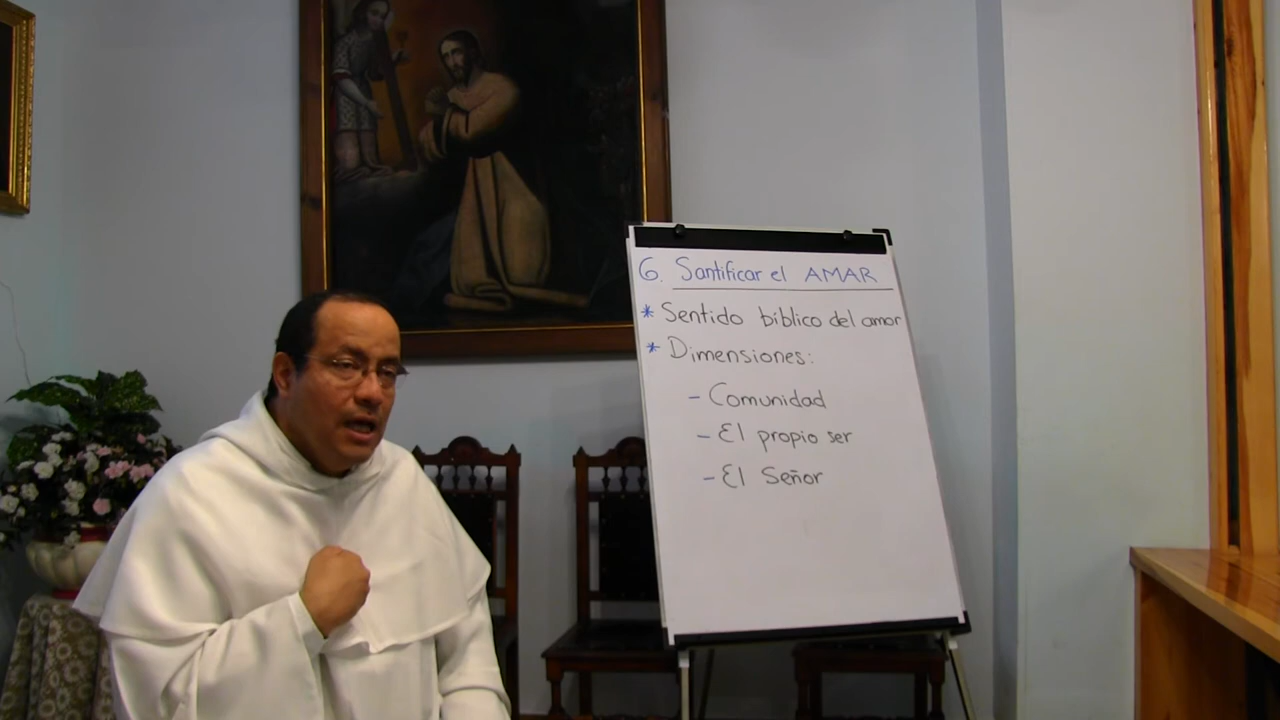 6. Santificar el AMAR
* Sentido bíblico del amor
* Dimensiones:
- Comunidad
- El propio ser
- El Señor